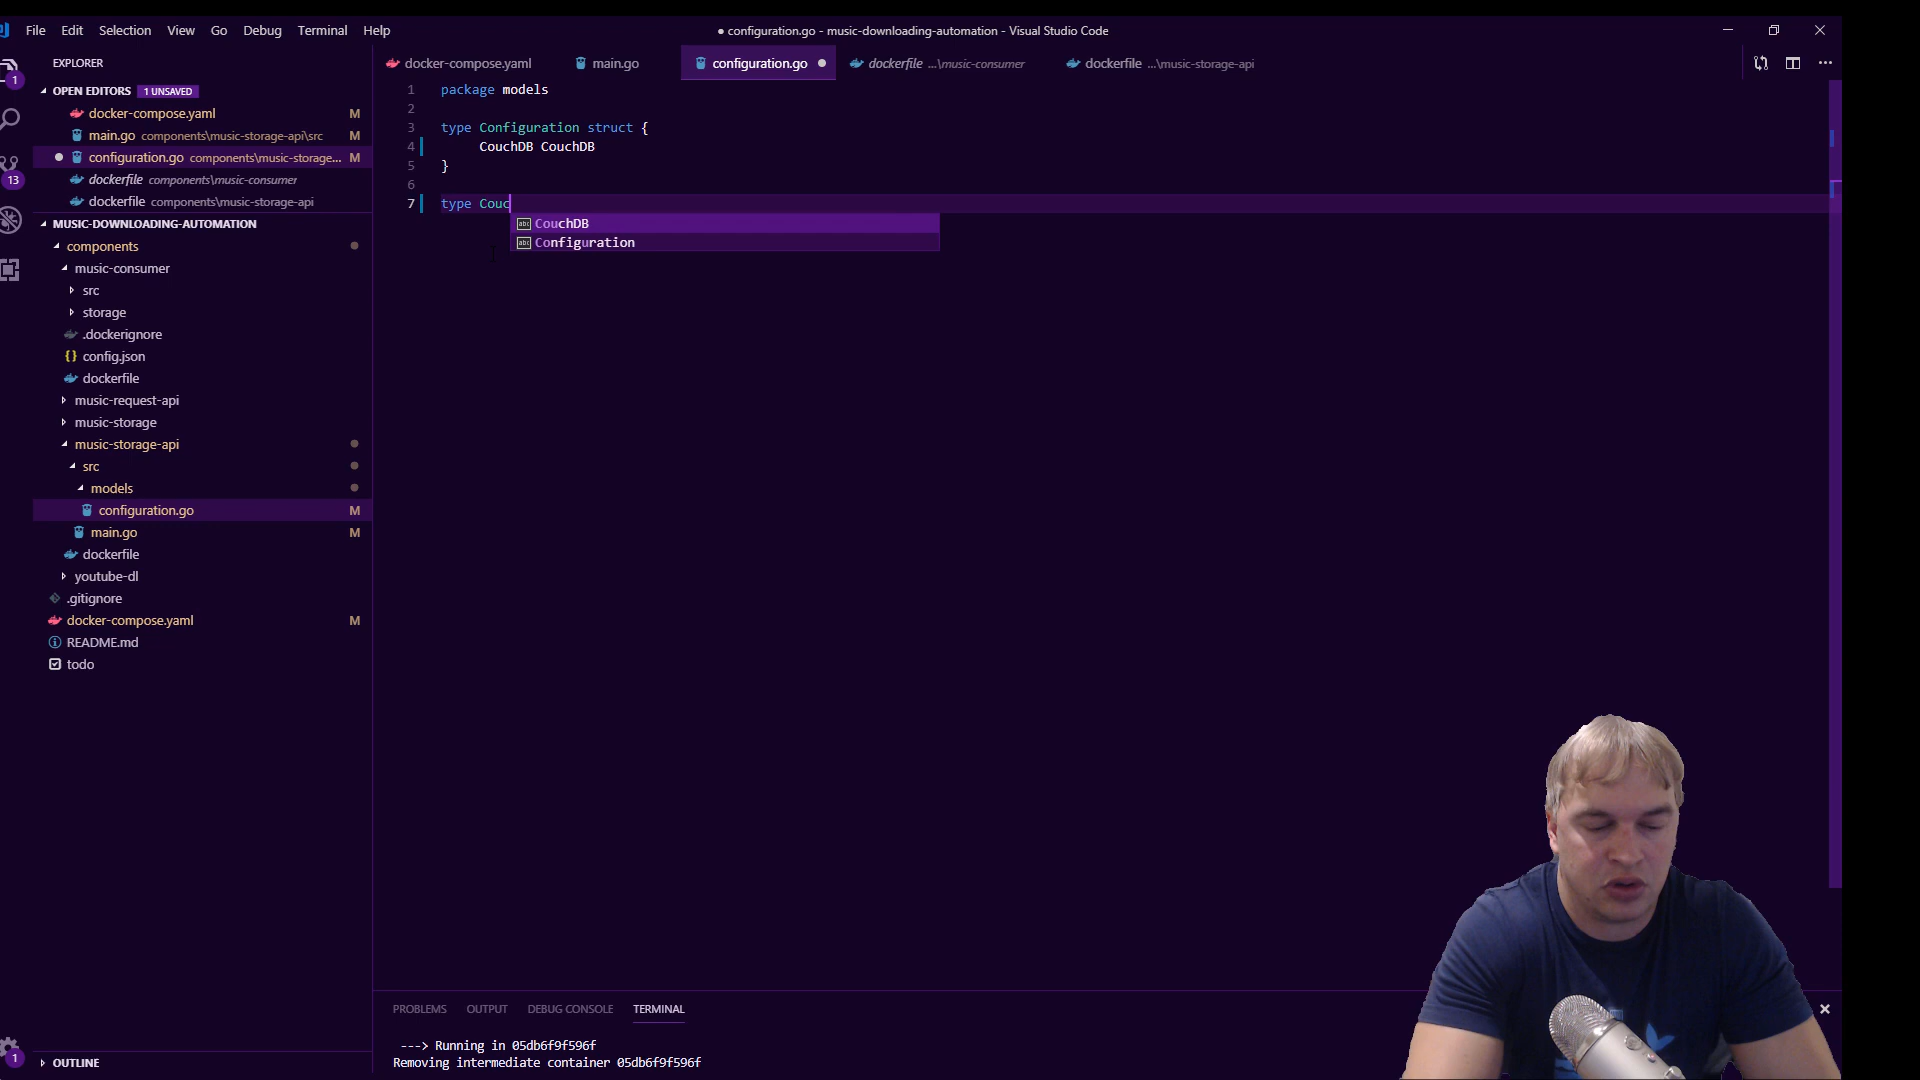 File Edit Selection View Go Debug Terminal Help
● configuration.go - music-downloading-automation - Visual Studio Code
EXPLORER
docker-compose.yaml main.go configuration.go dockerfile ...\music-consumer dockerfile ...\music-storage-api
OPEN EDITORS 1 UNSAVED
docker-compose.yaml M
main.go components\music-storage-api\src M
configuration.go components\music-storage... M
dockerfile components\music-consumer
dockerfile components\music-storage-api
MUSIC-DOWNLOADING-AUTOMATION
components
music-consumer
src
storage
.dockerignore
config.json
dockerfile
music-request-api
music-storage
music-storage-api
src
models
configuration.go M
main.go M
dockerfile
youtube-dl
.gitignore
docker-compose.yaml M
README.md
todo
OUTLINE
1
13
1
1 package models
2
3 type Configuration struct {
4 CouchDB CouchDB
5 }
6
7 type Couc
CouchDB
Configuration
PROBLEMS OUTPUT DEBUG CONSOLE TERMINAL
---> Running in 05db6f9f596f
Removing intermediate container 05db6f9f596f